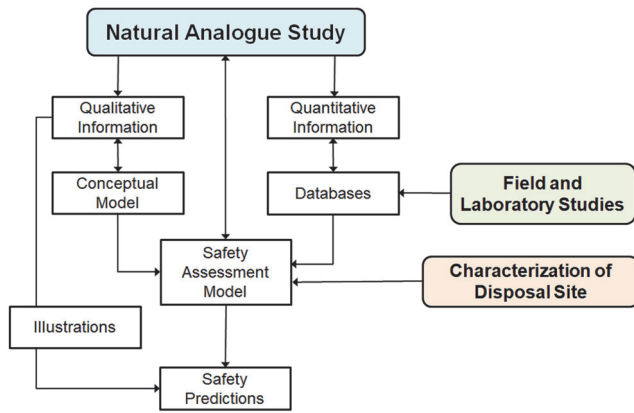 Natural Analogue Study
Qualitative
Information
Quantitative
Information
Conceptual
Model
Databases
Field and
Laboratory Studies
Safety
Assessment
Model
Characterization of
Disposal Site
Illustrations
Safety
Predictions